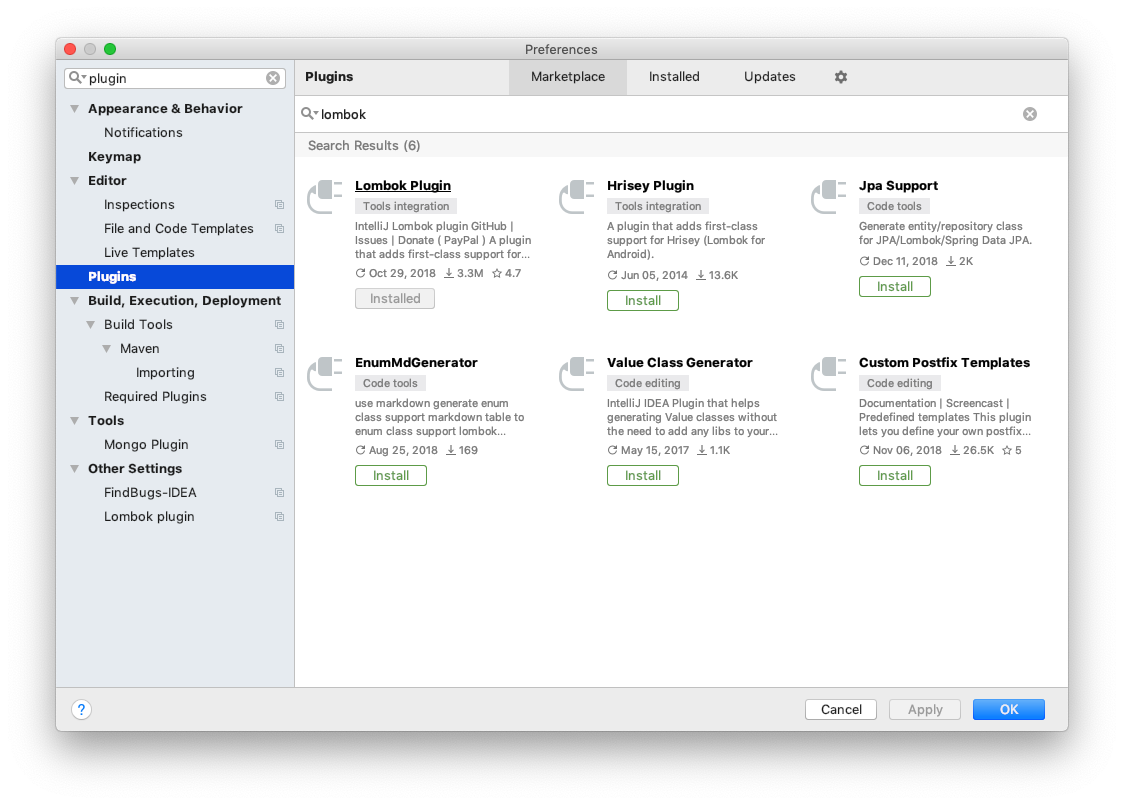 Preferences
plugin
Appearance & Behavior
Notifications
Keymap
Editor
Inspections
File and Code Templates
Live Templates
Plugins
Build, Execution, Deployment
Build Tools
Maven
Importing
Required Plugins
Tools
Mongo Plugin
Other Settings
FindBugs-IDEA
Lombok plugin
Plugins
Marketplace
Installed
Updates
lombok
Search Results (6)
Lombok Plugin
Tools integration
IntelliJ Lombok plugin GitHub |
Issues | Donate ( PayPal ) A plugin
that adds first-class support for...
Oct 29, 2018 3.3M 4.7
Installed
Hrisey Plugin
Tools integration
A plugin that adds first-class
support for Hrisey (Lombok for
Android).
Jun 05, 2014 13.6K
Install
Jpa Support
Code tools
Generate entity/repository class
for JPA/Lombok/Spring Data JPA.
Dec 11, 2018 2K
Install
EnumMdGenerator
Code tools
use markdown generate enum
class support markdown table to
enum class support lombok...
Aug 25, 2018 169
Install
Value Class Generator
Code editing
IntelliJ IDEA Plugin that helps
generating Value classes without
the need to add any libs to your...
May 15, 2017 1.1K
Install
Custom Postfix Templates
Code editing
Documentation | Screencast |
Predefined templates This plugin
lets you define your own postfix...
Nov 06, 2018 26.5K 5
Install
?
Cancel
Apply
OK